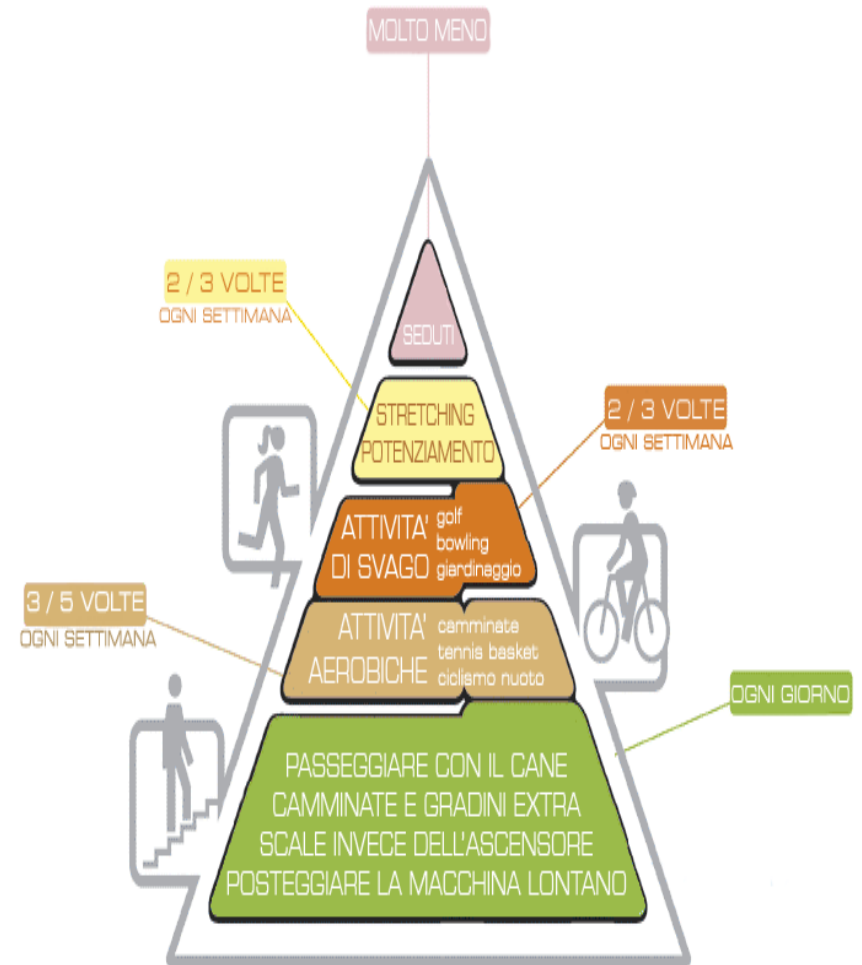 MOLTO MENO
SEDUTI
2 / 3 VOLTE
OGNI SETTIMANA
STRETCHING
POTENZIAMENTO
2 / 3 VOLTE
OGNI SETTIMANA
ATTIVITA'
DI SVAGO
golf
bowling
giardinaggio
3 / 5 VOLTE
OGNI SETTIMANA
ATTIVITA'
AEROBICHE
camminate
tennis basket
ciclismo nuoto
OGNI GIORNO
PASSEGGIARE CON IL CANE
CAMMINATE E GRADINI EXTRA
SCALE INVECE DELL'ASCENSORE
POSTEGGIARE LA MACCHINA LONTANO